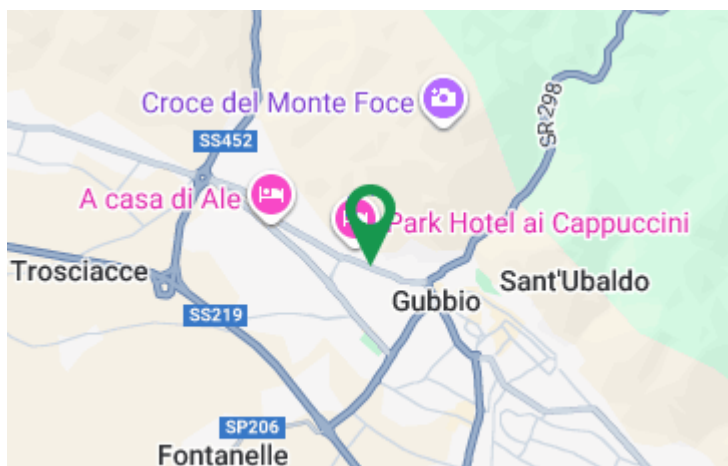 Croce del Monte Foce
SR 298
SS452
A casa di Ale
Park Hotel ai Cappuccini
Trosciacce
Sant'Ubaldo
Gubbio
SS219
SP206
Fontanelle